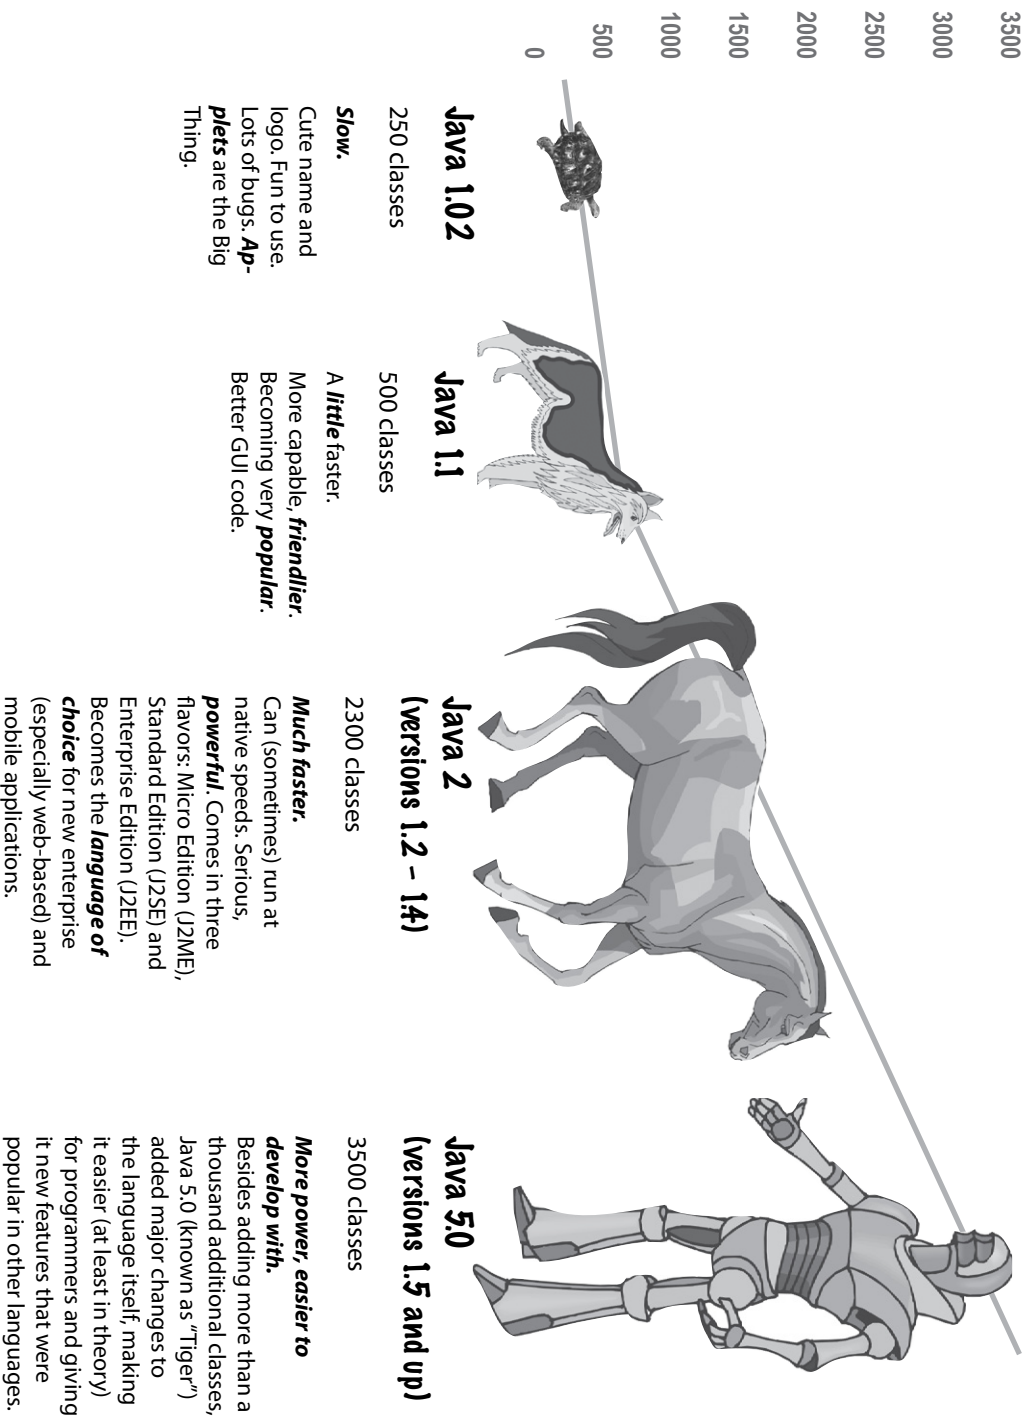 3500
3000
2500
2000
1500
1000
500
0
Java 1.02
250 classes
Slow.
Cute name and
logo. Fun to use.
Lots of bugs. Ap-
plets are the Big
Thing.
Java 1.1
500 classes
A little faster.
More capable, friendlier.
Becoming very popular.
Better GUI code.
Java 2
(versions 1.2 – 1.4)
2300 classes
Much faster.
Can (sometimes) run at
native speeds. Serious,
powerful. Comes in three
flavors: Micro Edition (J2ME),
Standard Edition (J2SE) and
Enterprise Edition (J2EE).
Becomes the language of
choice for new enterprise
(especially web-based) and
mobile applications.
Java 5.0
(versions 1.5 and up)
3500 classes
More power, easier to
develop with.
Besides adding more than a
thousand additional classes,
Java 5.0 (known as “Tiger”)
added major changes to
the language itself, making
it easier (at least in theory)
for programmers and giving
it new features that were
popular in other languages.